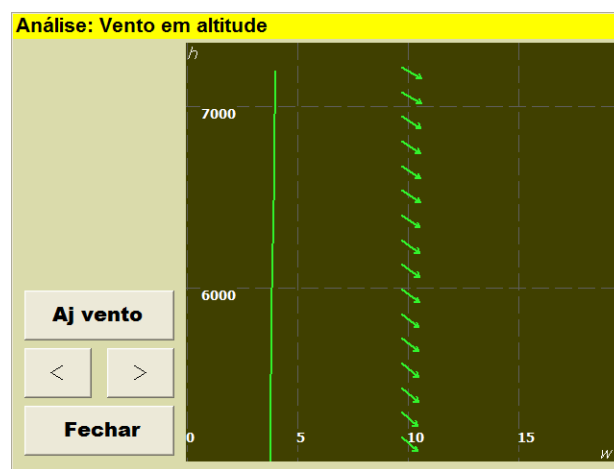 Análise: Vento em altitude
h
7000
6000
Aj vento
< >
Fechar
0 5 10 15
w